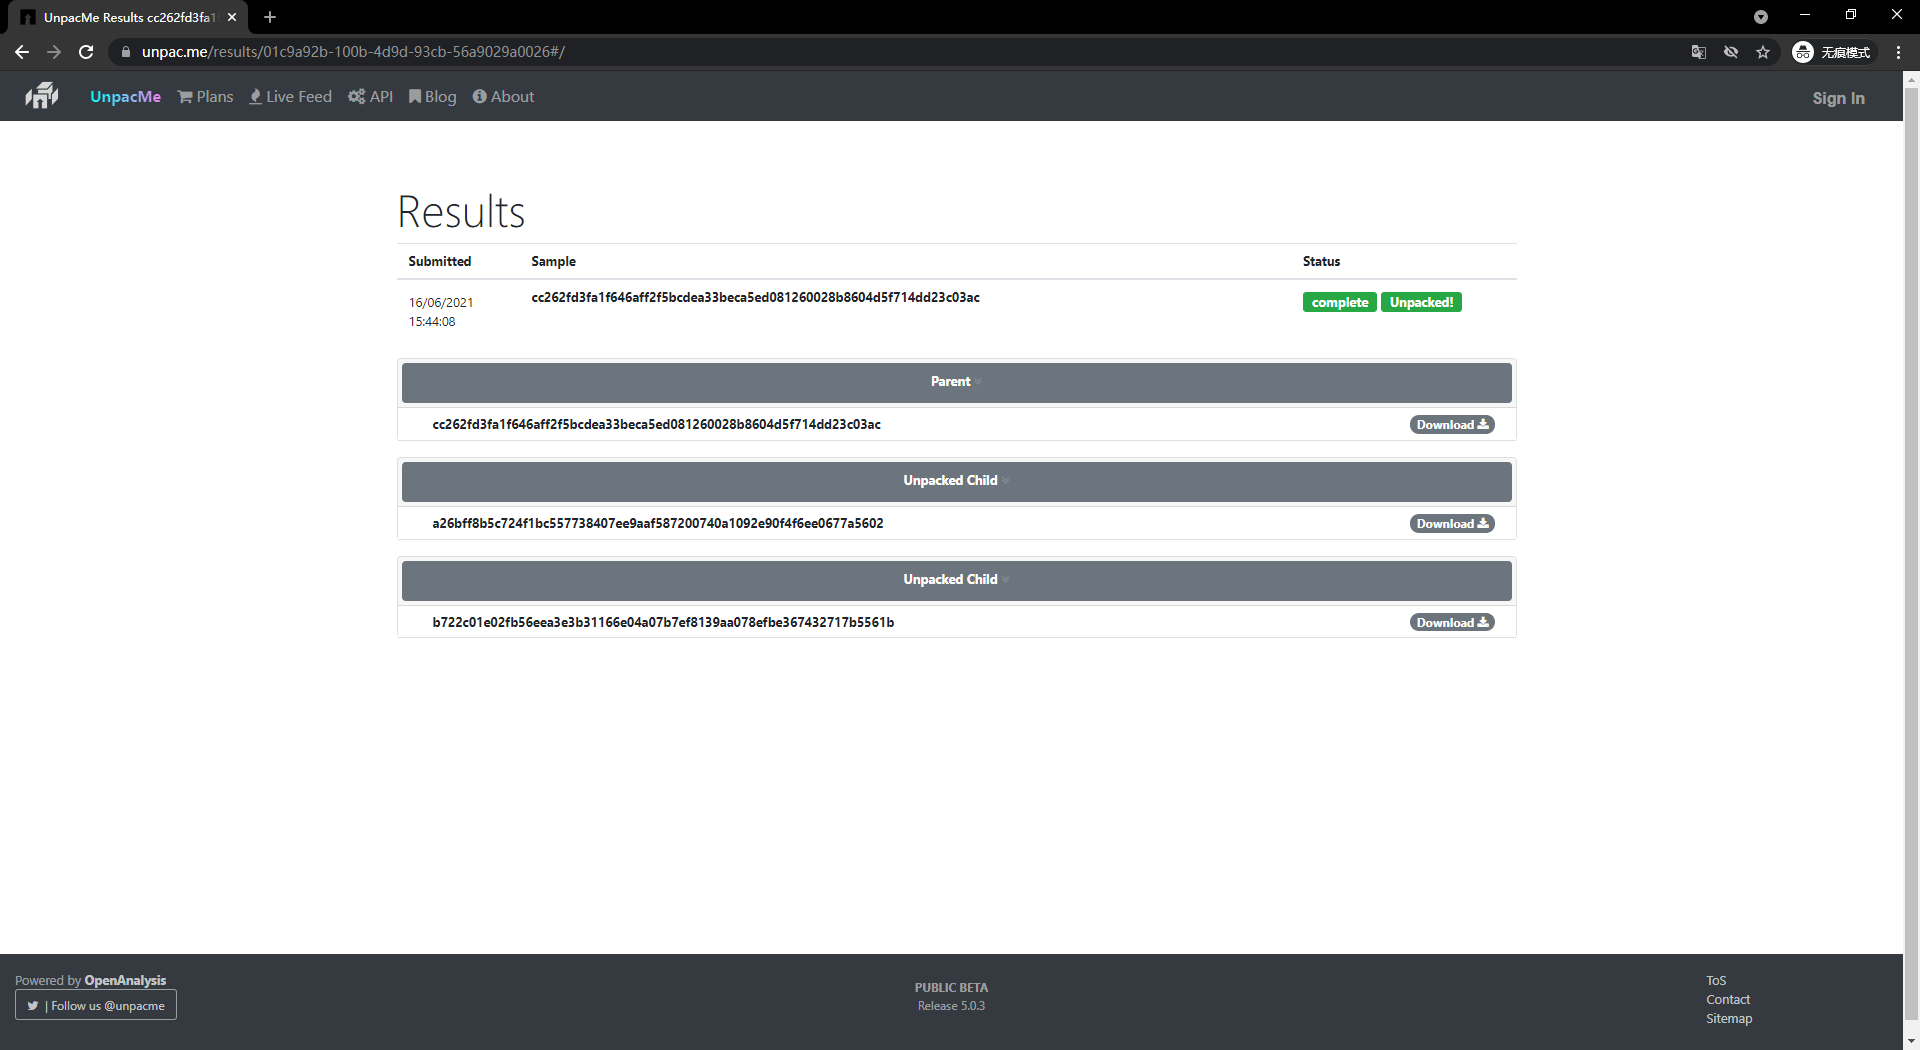 UnpacMe Results cc262fd3fa1
unpac.me/results/01c9a92b-100b-4d9d-93cb-56a9029a0026#/
无痕模式
UnpacMe Plans Live Feed API Blog About Sign In
Results
Submitted Sample Status
16/06/2021 cc262fd3fa1f646aff2f5bcdea33beca5ed081260028b8604d5f714dd23c03ac complete Unpacked!
15:44:08
Parent
cc262fd3fa1f646aff2f5bcdea33beca5ed081260028b8604d5f714dd23c03ac Download
Unpacked Child
a26bff8b5c724f1bc557738407ee9aaf587200740a1092e90f4f6ee0677a5602 Download
Unpacked Child
b722c01e02fb56eea3e3b31166e04a07b7ef8139aa078efbe367432717b5561b Download
Powered by OpenAnalysis
| Follow us @unpacme
PUBLIC BETA
Release 5.0.3
ToS
Contact
Sitemap